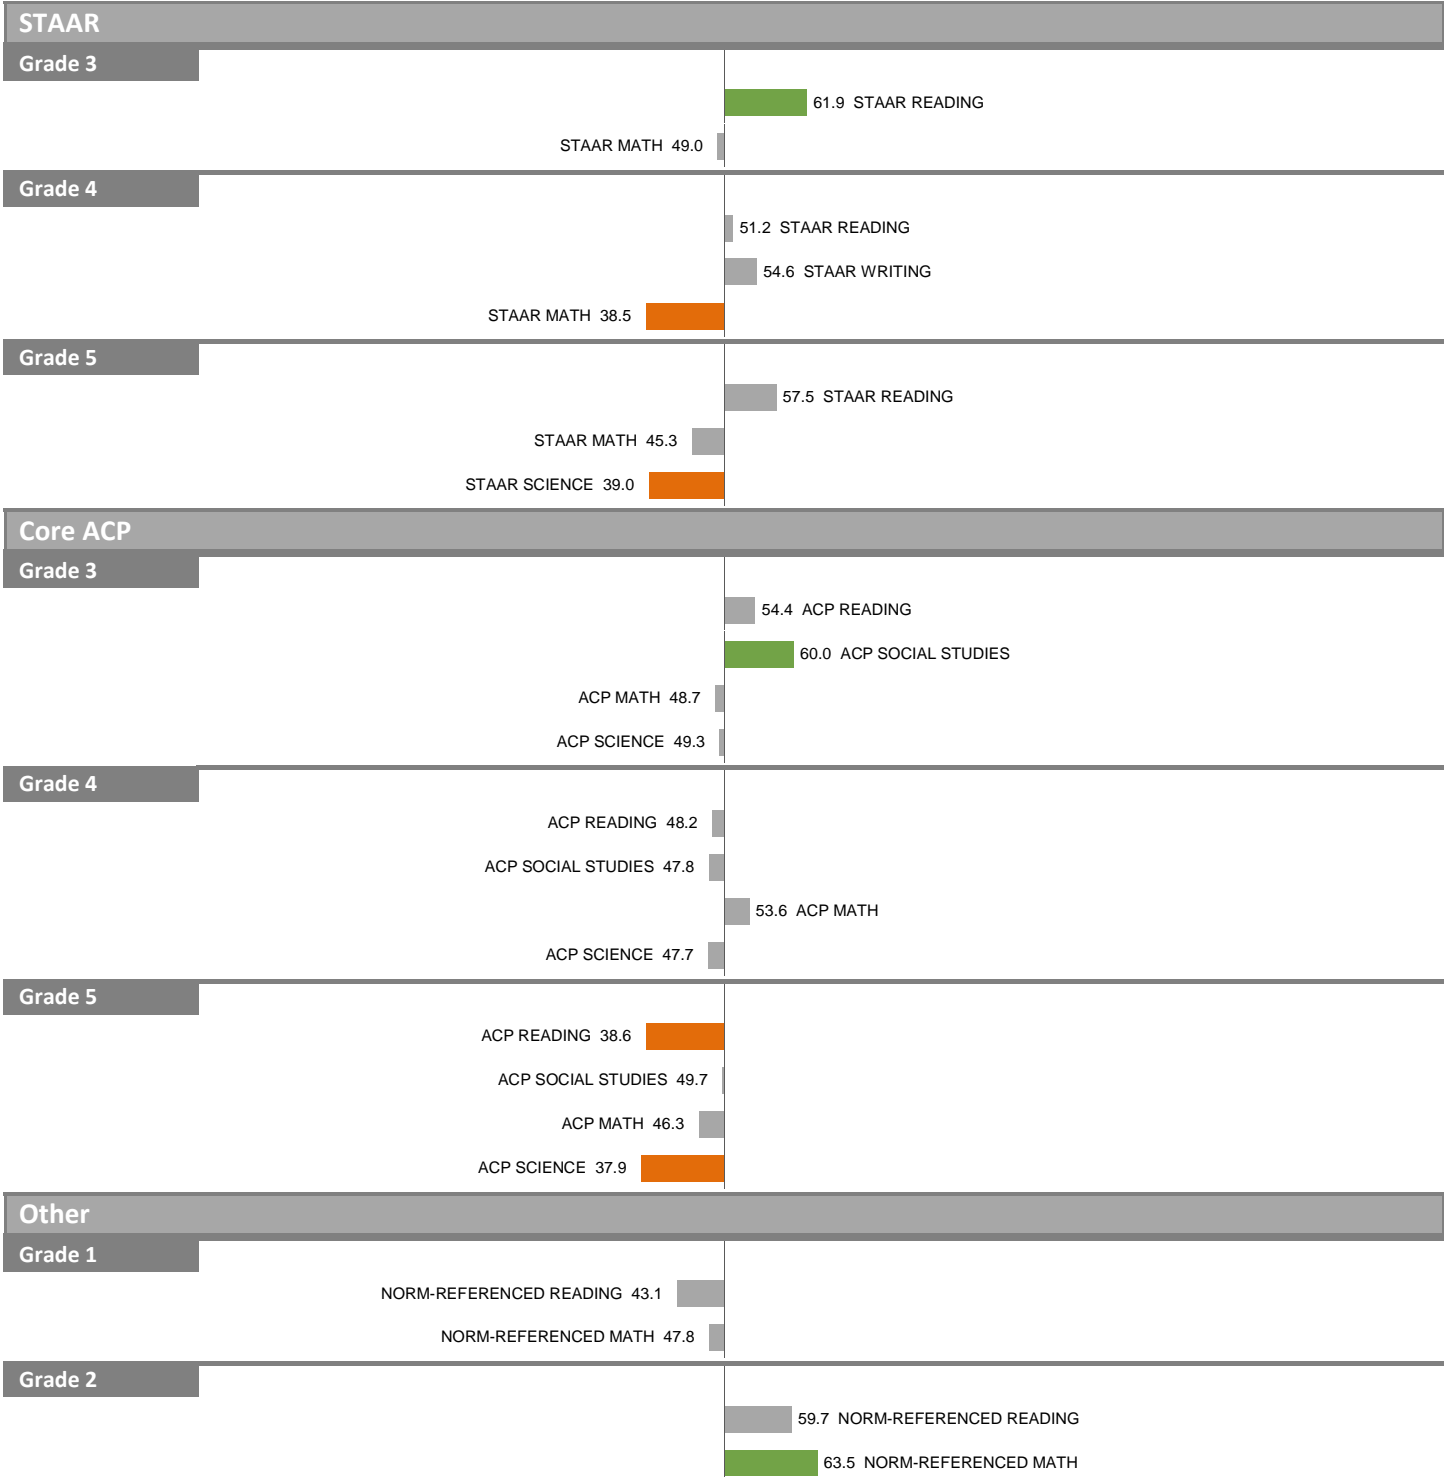 STAAR
Grade 3
61.9 STAAR READING
STAAR MATH 49.0
Grade 4
51.2 STAAR READING
54.6 STAAR WRITING
STAAR MATH 38.5
Grade 5
57.5 STAAR READING
STAAR MATH 45.3
STAAR SCIENCE 39.0
Core ACP
Grade 3
54.4 ACP READING
60.0 ACP SOCIAL STUDIES
ACP MATH 48.7
ACP SCIENCE 49.3
Grade 4
ACP READING 48.2
ACP SOCIAL STUDIES 47.8
53.6 ACP MATH
ACP SCIENCE 47.7
Grade 5
ACP READING 38.6
ACP SOCIAL STUDIES 49.7
ACP MATH 46.3
ACP SCIENCE 37.9
Other
Grade 1
NORM-REFERENCED READING 43.1
NORM-REFERENCED MATH 47.8
Grade 2
59.7 NORM-REFERENCED READING
63.5 NORM-REFERENCED MATH